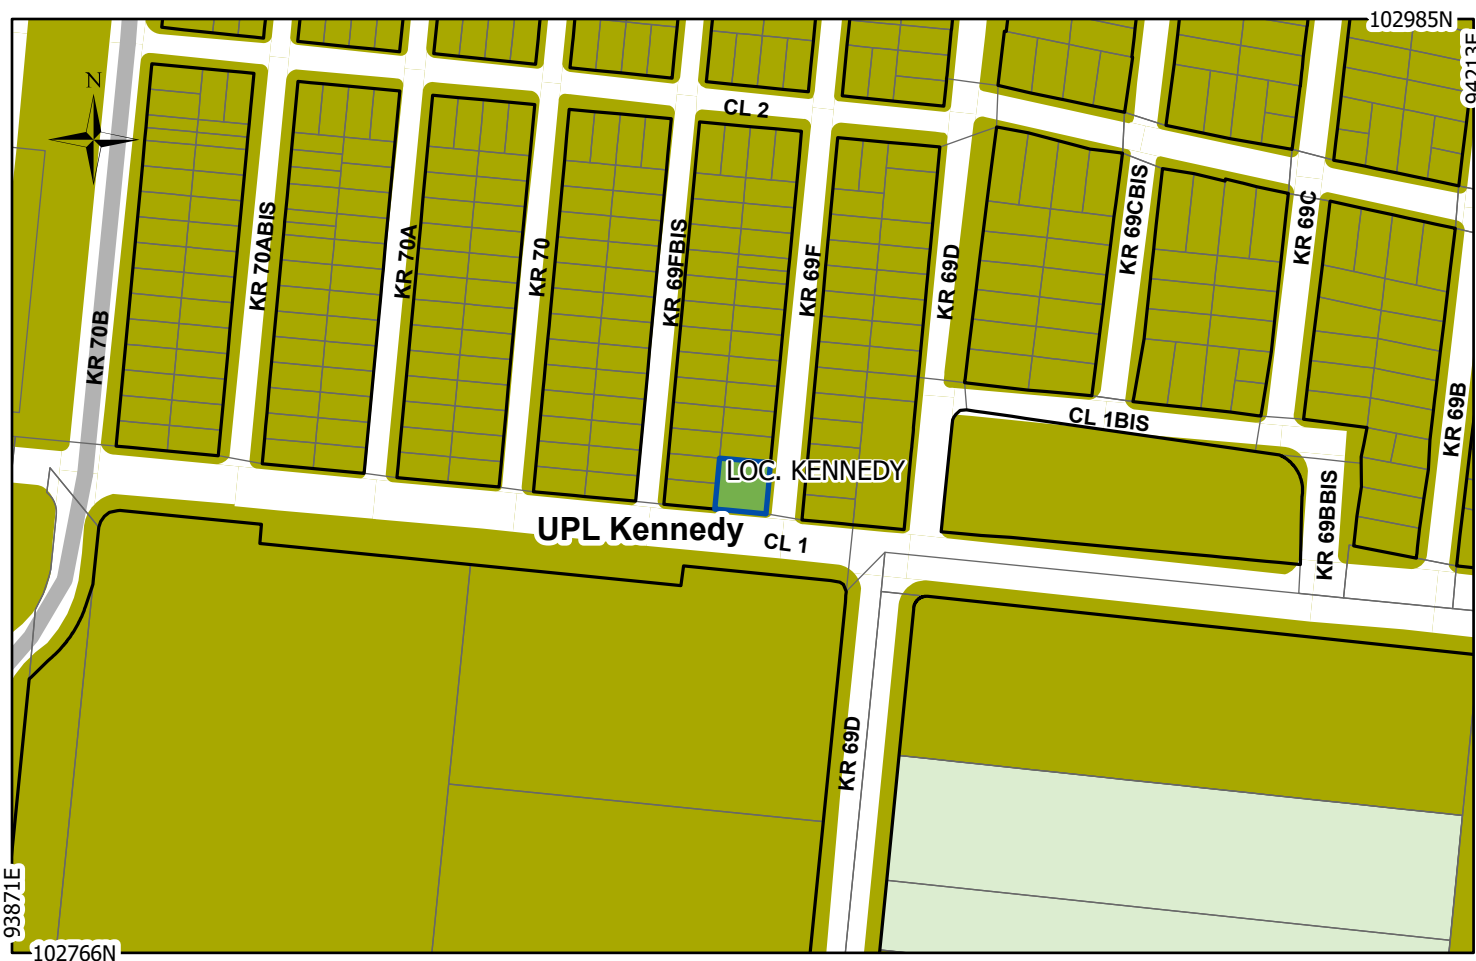 102985N
94213E
N
CL 2
KR 70B
KR 70ABIS
KR 70A
KR 70
KR 69FBIS
KR 69F
KR 69D
KR 69CBIS
KR 69C
KR 69B
CL 1BIS
LOC. KENNEDY
UPL Kennedy
CL 1
KR 69BBIS
KR 69D
93871E
102766N